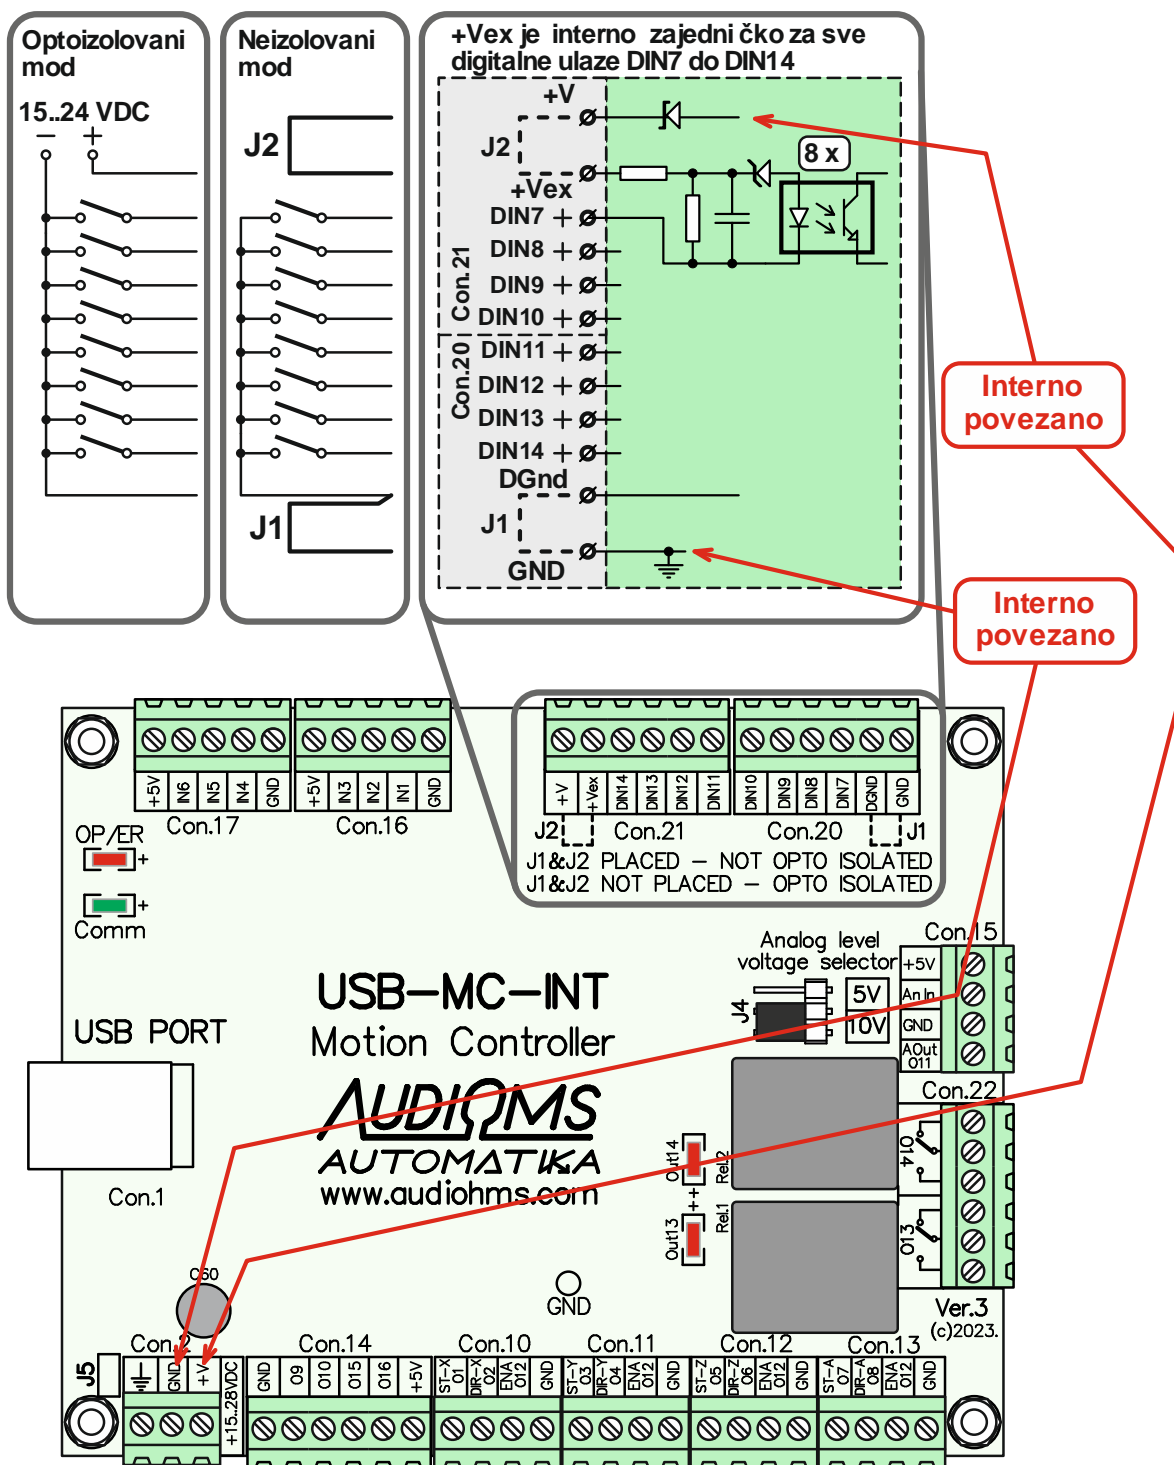 Optoizolovani
mod
15..24 VDC
− +
Neizolovani
mod
J2
J1
+Vex je interno zajedni čko za sve
digitalne ulaze DIN7 do DIN14
+V
J2
+Vex
8 x
DIN7 +
DIN8 +
DIN9 +
DIN10 +
Con.21
DIN11 +
DIN12 +
DIN13 +
DIN14 +
Con.20
DGnd
J1
GND
Interno
povezano
Interno
povezano
+5V IN6 IN5 IN4 GND
Con.17
+5V IN3 IN2 IN1 GND
Con.16
+V +Vex DIN14 DIN13 DIN12 DIN11
J2 Con.21
DIN10 DIN9 DIN8 DIN7 DGND GND
Con.20 J1
J1&J2 PLACED − NOT OPTO ISOLATED
J1&J2 NOT PLACED − OPTO ISOLATED
OP/ER
+
+
Comm
Analog level
voltage selector
J4
5V
10V
Con.15
+5V
An In
GND
AOut
O11
USB−MC−INT
Motion Controller
AUDIOMS
AUTOMATIKA
www.audiohms.com
USB PORT
Con.1
Con.22
O14
O13
Out14
Rel.2
+ +
Out13
Rel.1
C60
GND
Ver.3
(c)2023.
J5
Con.2
GND +V +15..28VDC
Con.14
GND O9 O10 O15 O16 +5V
Con.10
ST-X O1 DIR-X O2 ENA O12 GND
Con.11
ST-Y O3 DIR-Y O4 ENA O12 GND
Con.12
ST-Z O5 DIR-Z O6 ENA O12 GND
Con.13
ST-A O7 DIR-A O8 ENA O12 GND